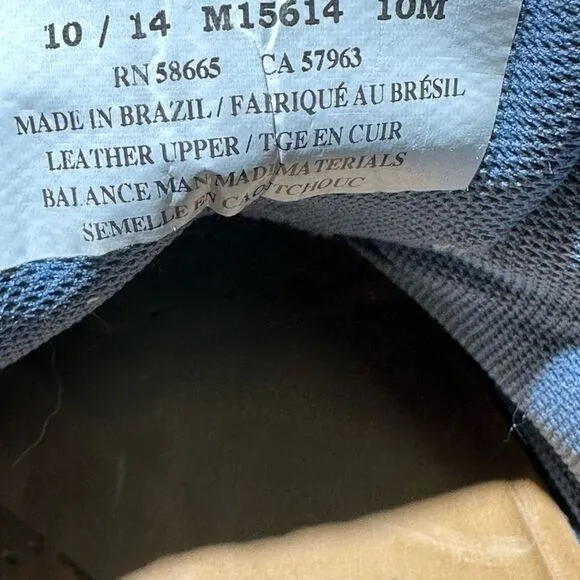 10 / 14 M15614 10M
RN 58665 CA 57963
MADE IN BRAZIL / FABRIQUÉ AU BRÉSIL
LEATHER UPPER / TGE EN CUIR
BALANCE MAN MADE MATERIALS
SEMELLE EN CAOUTCHOUC